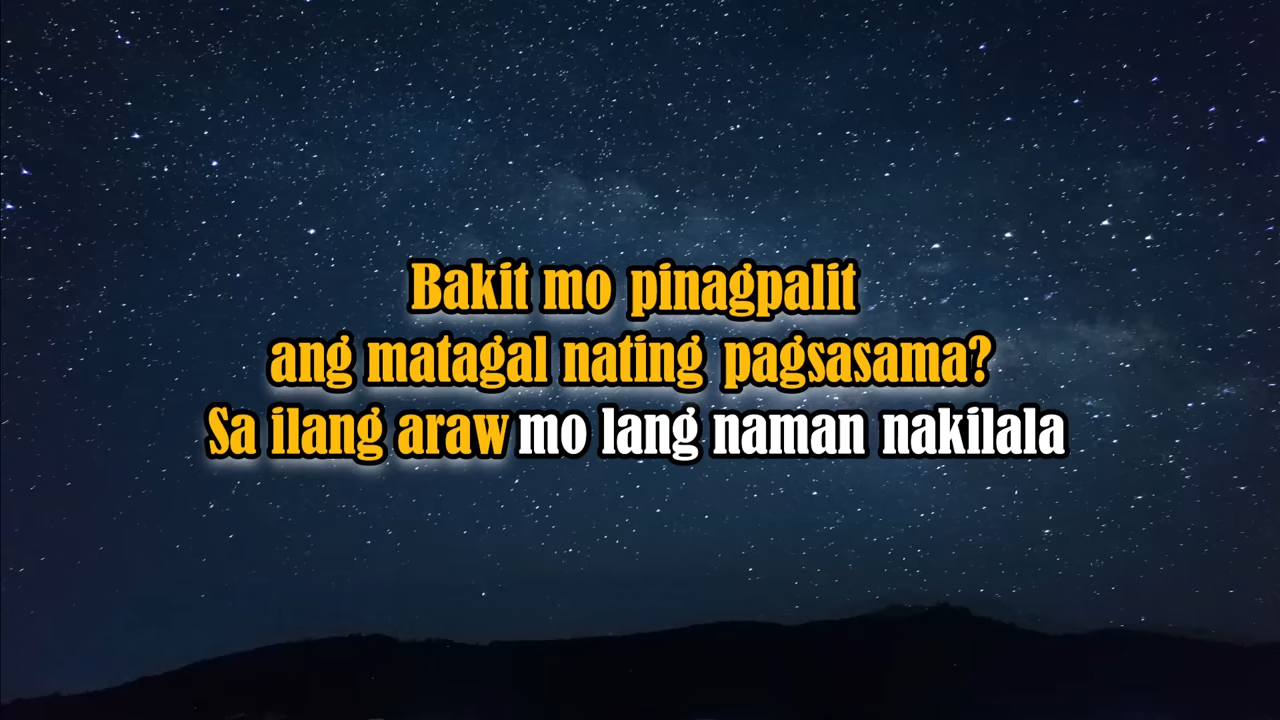 Bakit mo pinagpalit
ang matagal nating pagsasama?
Sa ilang araw mo lang naman nakilala